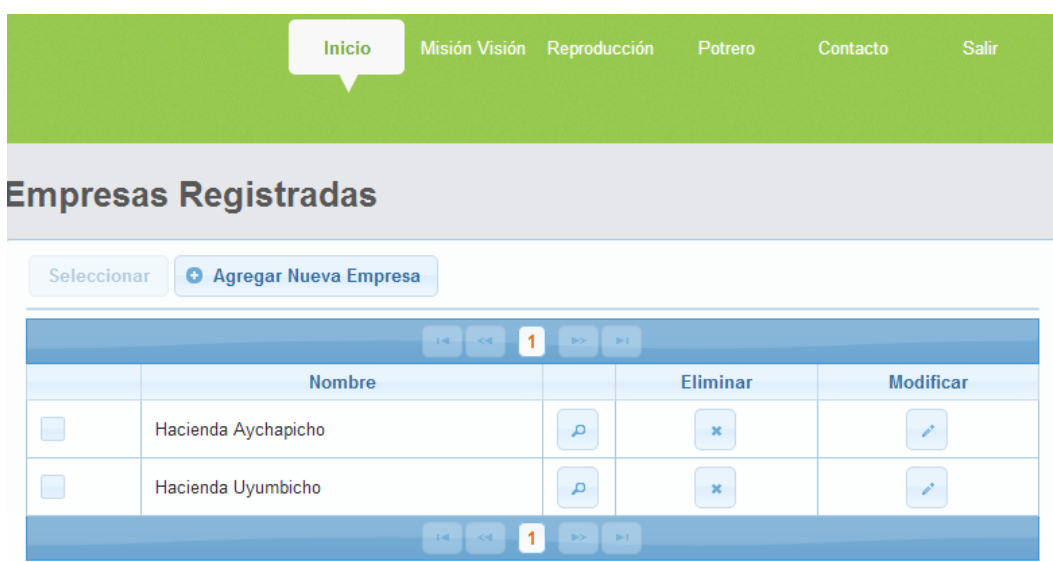 Inicio Misión Visión Reproducción Potrero Contacto Salir
Empresas Registradas
Seleccionar Agregar Nueva Empresa
1
Nombre Eliminar Modificar
Hacienda Aychapicho
Hacienda Uyumbicho
1